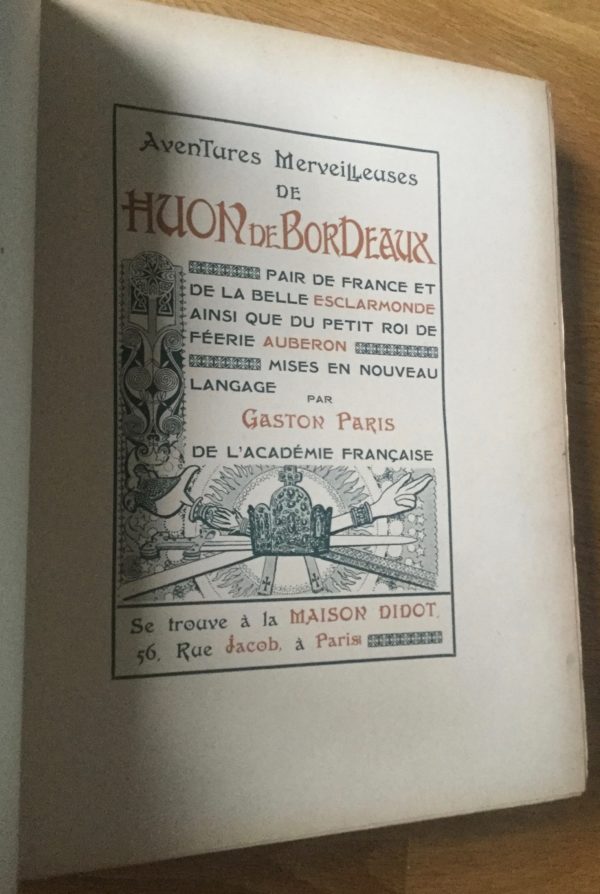 Aventures Merveilleuses
DE
HUON DE BORDEAUX
PAIR DE FRANCE ET
DE LA BELLE ESCLARMONDE
AINSI QUE DU PETIT ROI DE
FÉERIE AUBERON
MISES EN NOUVEAU
LANGAGE
PAR
GASTON PARIS
DE L'ACADÉMIE FRANÇAISE
Se trouve à la MAISON DIDOT,
56, Rue Jacob, à Paris